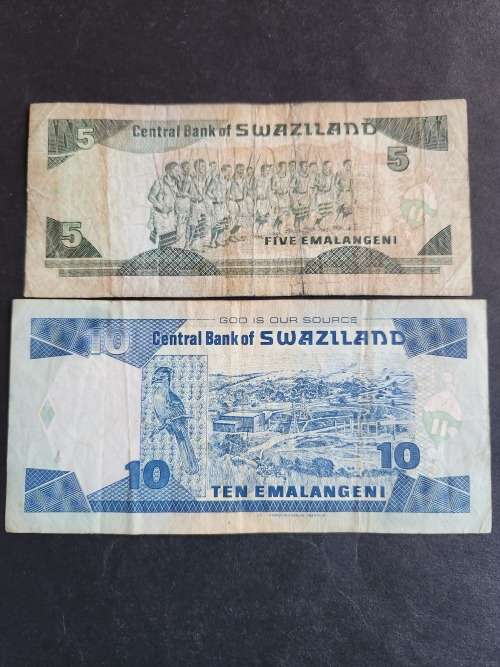 5
Central Bank of SWAZILAND
5
5
FIVE EMALANGENI
GOD IS OUR SOURCE
10
Central Bank of SWAZILAND
10
10
TEN EMALANGENI